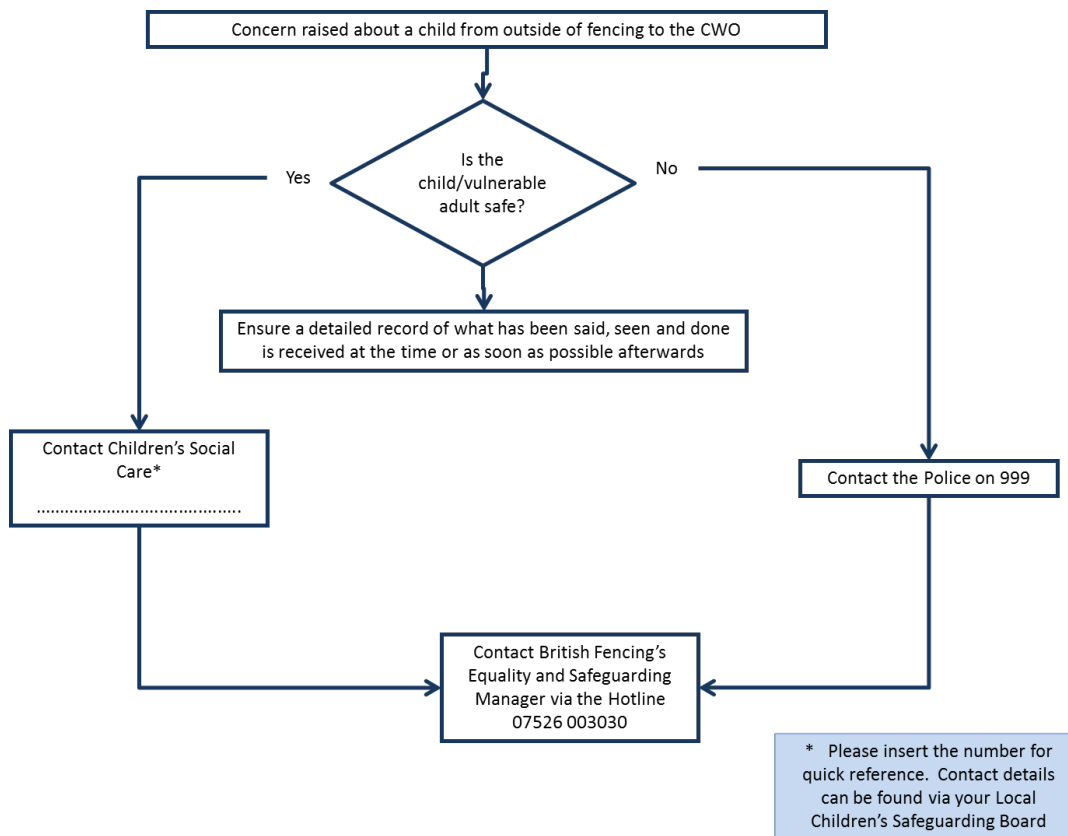 Concern raised about a child from outside of fencing to the CWO
Is the
child/vulnerable
adult safe?
Yes
No
Ensure a detailed record of what has been said, seen and done
is received at the time or as soon as possible afterwards
Contact Children’s Social
Care*
............................................
Contact the Police on 999
Contact British Fencing’s
Equality and Safeguarding
Manager via the Hotline
07526 003030
* Please insert the number for
quick reference. Contact details
can be found via your Local
Children’s Safeguarding Board